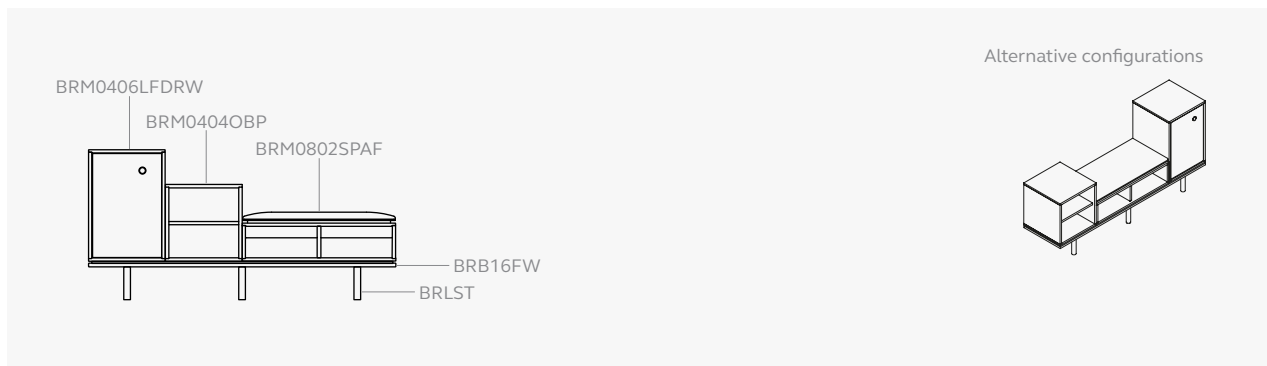 Alternative configurations
BRM0406LFDRW
BRM0404OBP
BRM0802SPAF
BRB16FW
BRLST